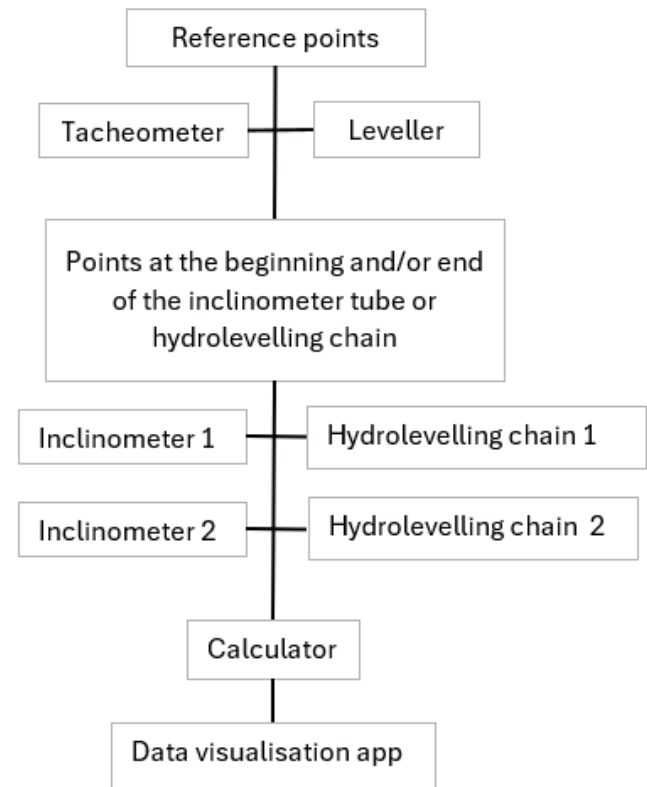 Reference points
Tacheometer
Leveller
Points at the beginning and/or end
of the inclinometer tube or
hydrolevelling chain
Inclinometer 1
Hydrolevelling chain 1
Inclinometer 2
Hydrolevelling chain 2
Calculator
Data visualisation app